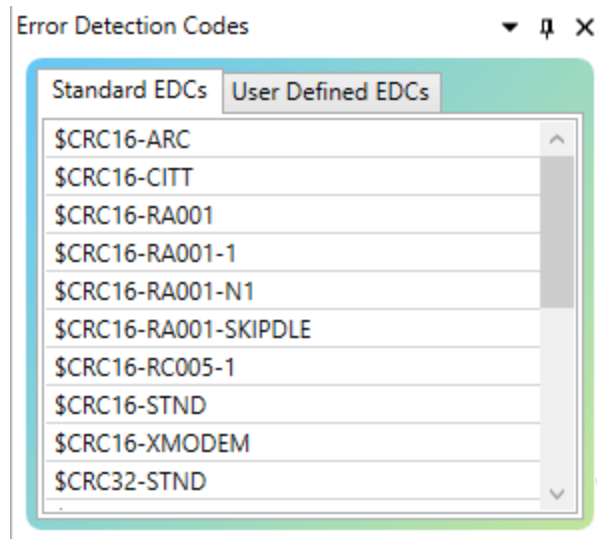 Error Detection Codes
Standard EDCs User Defined EDCs
$CRC16-ARC
$CRC16-CITT
$CRC16-RA001
$CRC16-RA001-1
$CRC16-RA001-N1
$CRC16-RA001-SKIPDLE
$CRC16-RC005-1
$CRC16-STND
$CRC16-XMODEM
$CRC32-STND